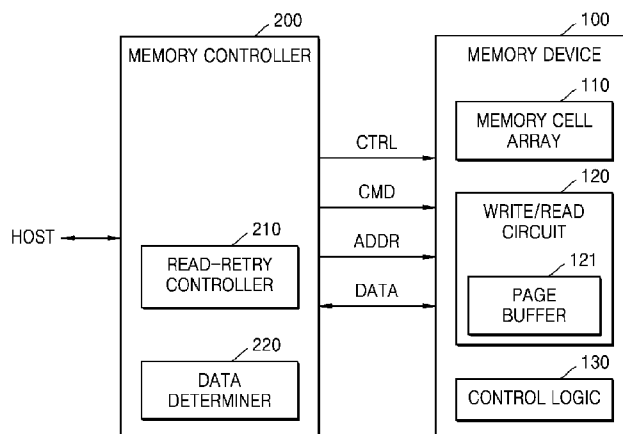 200
MEMORY CONTROLLER
100
MEMORY DEVICE
110
MEMORY CELL
ARRAY
CTRL
120
CMD
WRITE/READ
CIRCUIT
HOST
210
READ-RETRY
CONTROLLER
ADDR
121
DATA
PAGE
BUFFER
220
DATA
DETERMINER
130
CONTROL LOGIC